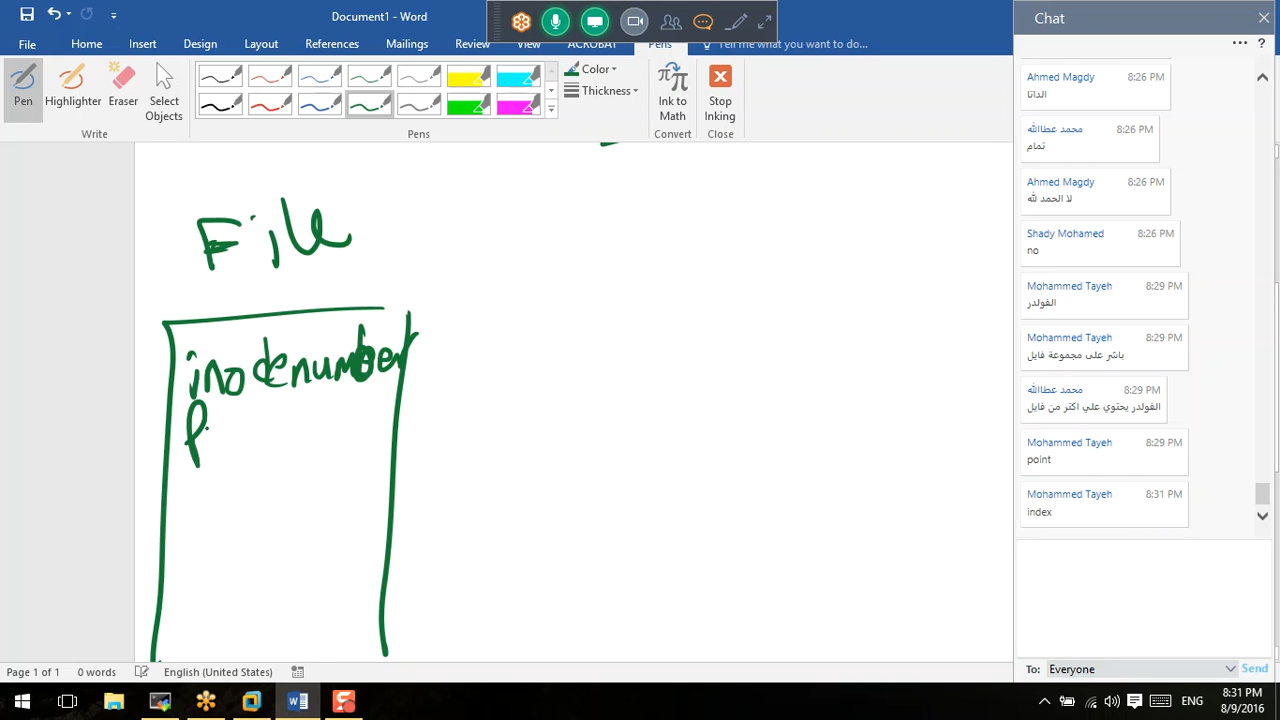 Document1 - Word
File
Home
Insert
Design
Layout
References
Mailings
Review
View
ACROBAT
Pens
Tell me what you want to do...
Pen
Highlighter
Eraser
Select Objects
Color
Thickness
Ink to Math
Stop Inking
Write
Pens
Convert
Close
File
inodenumber
P
Chat
Ahmed Magdy 8:26 PM
الداتا
محمد عطاالله 8:26 PM
تمام
Ahmed Magdy 8:26 PM
لا الحمد لله
Shady Mohamed 8:26 PM
no
Mohammed Tayeh 8:29 PM
الفولدر
Mohammed Tayeh 8:29 PM
باشر على مجموعة فايل
محمد عطاالله 8:29 PM
الفولدر يحتوي علي اكتر من فايل
Mohammed Tayeh 8:29 PM
point
Mohammed Tayeh 8:31 PM
index
To: Everyone Send
Page 1 of 1 0 words English (United States)
ENG 8:31 PM
8/9/2016